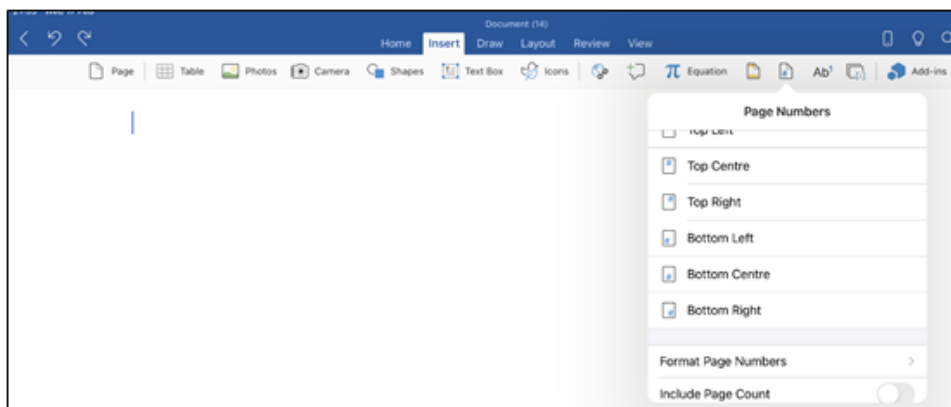 Document (14)
Home Insert Draw Layout Review View
Page Table Photos Camera Shapes Text Box Icons Equation Ab¹ Add-ins
Page Numbers
Top Left
Top Centre
Top Right
Bottom Left
Bottom Centre
Bottom Right
Format Page Numbers
Include Page Count